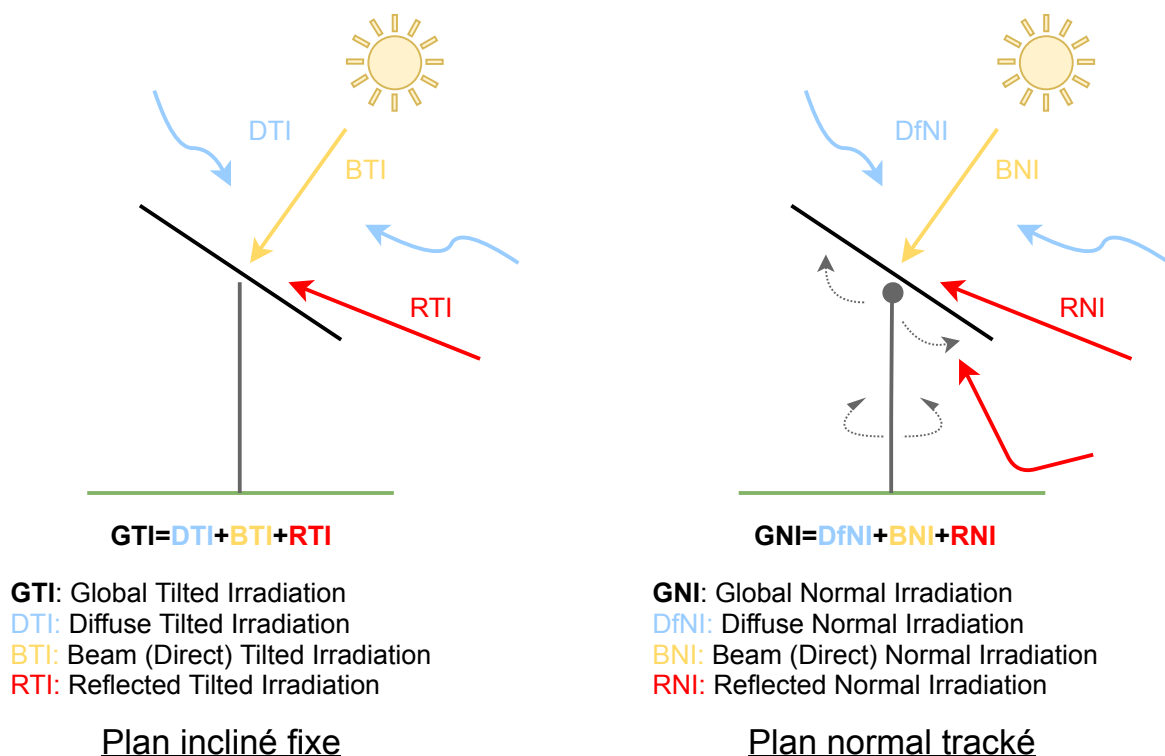 DTI
BTI
RTI
GTI=DTI+BTI+RTI
GTI: Global Tilted Irradiation
DTI: Diffuse Tilted Irradiation
BTI: Beam (Direct) Tilted Irradiation
RTI: Reflected Tilted Irradiation
Plan incliné fixe
DfNI
BNI
RNI
GNI=DfNI+BNI+RNI
GNI: Global Normal Irradiation
DfNI: Diffuse Normal Irradiation
BNI: Beam (Direct) Normal Irradiation
RNI: Reflected Normal Irradiation
Plan normal tracké